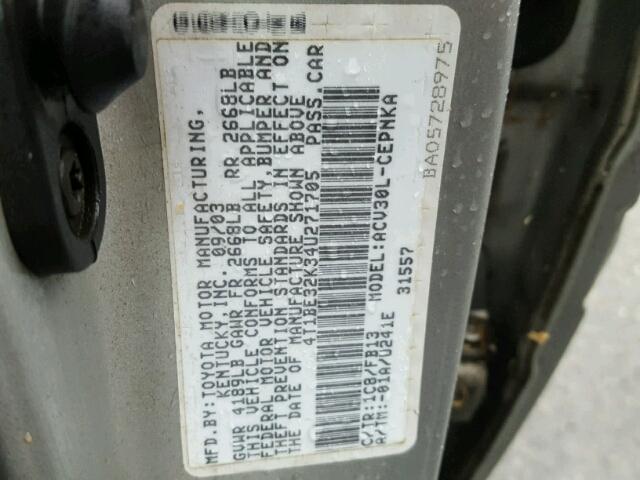 MFD.BY:TOYOTA MOTOR MANUFACTURING,
KENTUCKY,INC. 09/03
GVWR 4189LB GAWR FR 2668LB RR 2668LB
THIS VEHICLE CONFORMS TO ALL APPLICABLE
FEDERAL MOTOR VEHICLE SAFETY,BUMPER AND
THEFT PREVENTION STANDARDS IN EFFECT ON
THE DATE OF MANUFACTURE SHOWN ABOVE
4T1BE32K34U271705 PASS.CAR
C/TR:1C8/FB13 MODEL:ACV30L-CEPNKA
A/TM:-01A/U241E 31557
BA05728975